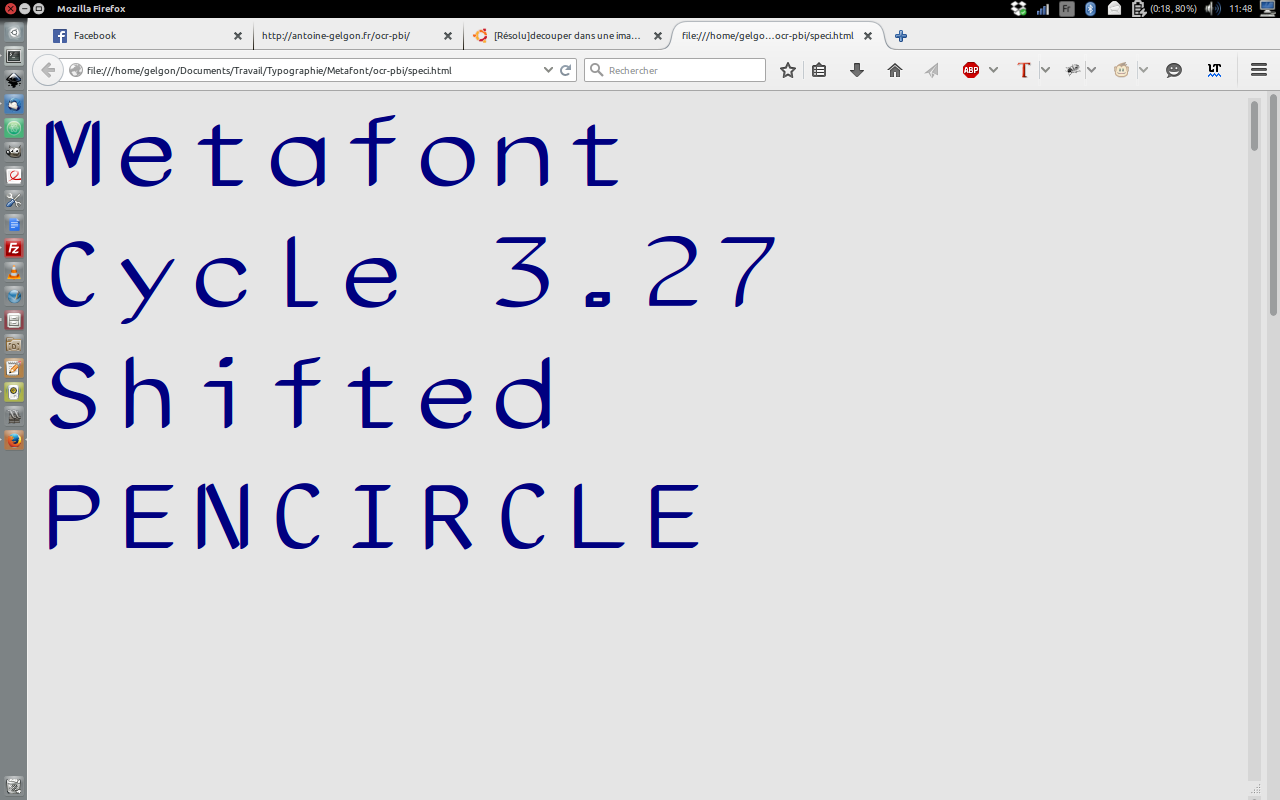 Mozilla Firefox
Fr
(0:18, 80%)
11:48
Facebook
http://antoine-gelgon.fr/ocr-pbi/
[Résolu]decouper dans une ima...
file:///home/gelgo...ocr-pbi/speci.html
file:///home/gelgon/Documents/Travail/Typographie/Metafont/ocr-pbi/speci.html
Rechercher
ABP
T
LT
Metafont
Cycle 3.27
Shifted
PENCIRCLE
Fz